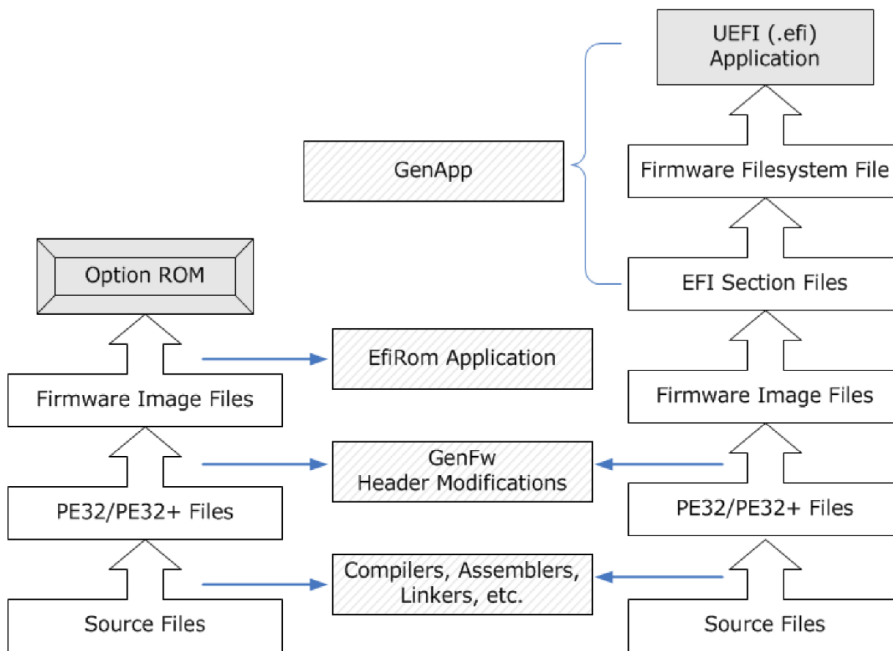 UEFI (.efi)
Application
GenApp
Firmware Filesystem File
Option ROM
EFI Section Files
EfiRom Application
Firmware Image Files
Firmware Image Files
GenFw
Header Modifications
PE32/PE32+ Files
PE32/PE32+ Files
Compilers, Assemblers,
Linkers, etc.
Source Files
Source Files